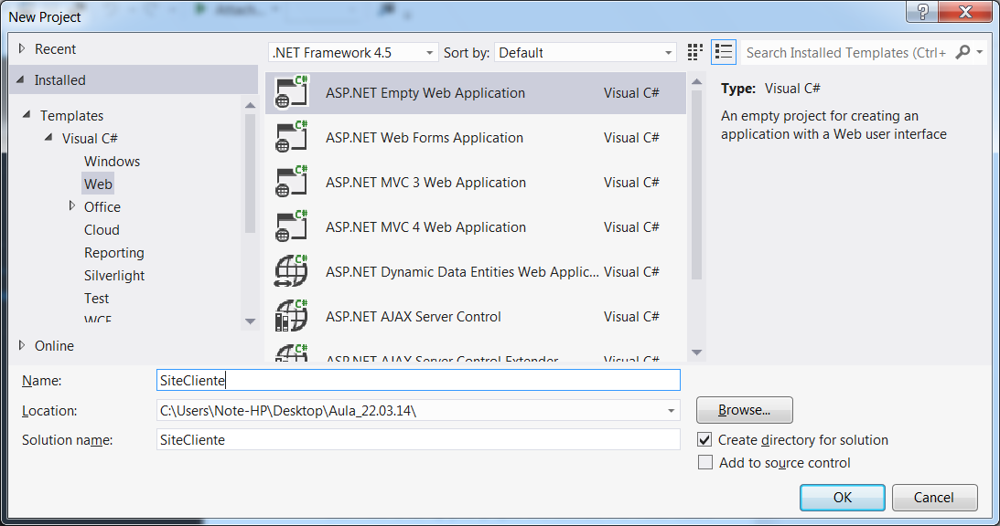 New Project
Recent
Installed
Templates
Visual C#
Windows
Web
Office
Cloud
Reporting
Silverlight
Test
WCF
Online
.NET Framework 4.5 Sort by: Default
Search Installed Templates (Ctrl+
C# ASP.NET Empty Web Application Visual C#
C# ASP.NET Web Forms Application Visual C#
C# ASP.NET MVC 3 Web Application Visual C#
C# ASP.NET MVC 4 Web Application Visual C#
C# ASP.NET Dynamic Data Entities Web Applic... Visual C#
C# ASP.NET AJAX Server Control Visual C#
C# ASP.NET AJAX Server Control Extender Visual C#
Type: Visual C#
An empty project for creating an
application with a Web user interface
Name: SiteCliente
Location: C:\Users\Note-HP\Desktop\Aula_22.03.14\
Browse...
Solution name: SiteCliente
Create directory for solution
Add to source control
OK Cancel